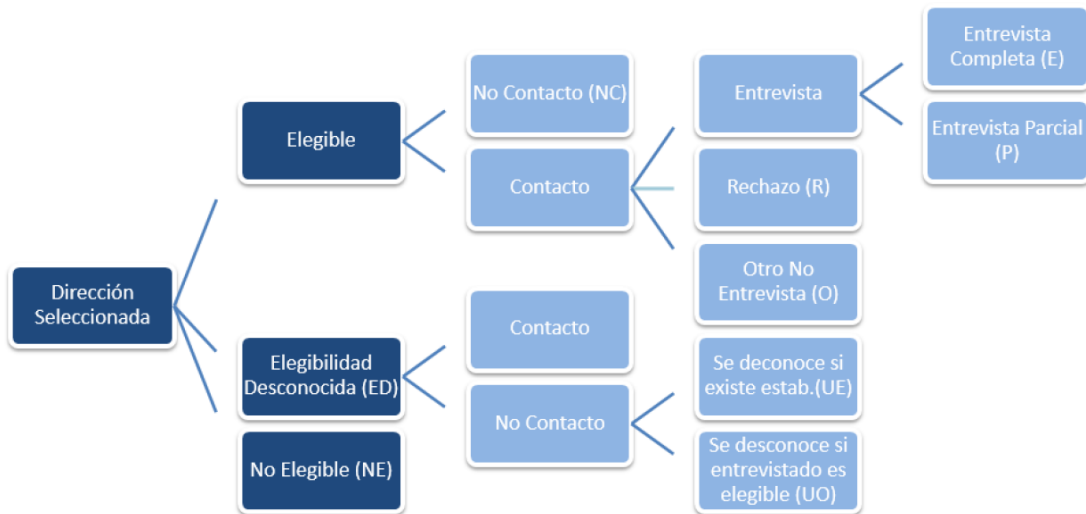 Dirección
Seleccionada
Elegible
No Contacto (NC)
Contacto
Entrevista
Entrevista
Completa (E)
Entrevista Parcial
(P)
Rechazo (R)
Otro No
Entrevista (O)
Elegibilidad
Desconocida (ED)
Contacto
No Contacto
Se deconoce si
existe estab.(UE)
Se desconoce si
entrevistado es
elegible (UO)
No Elegible (NE)